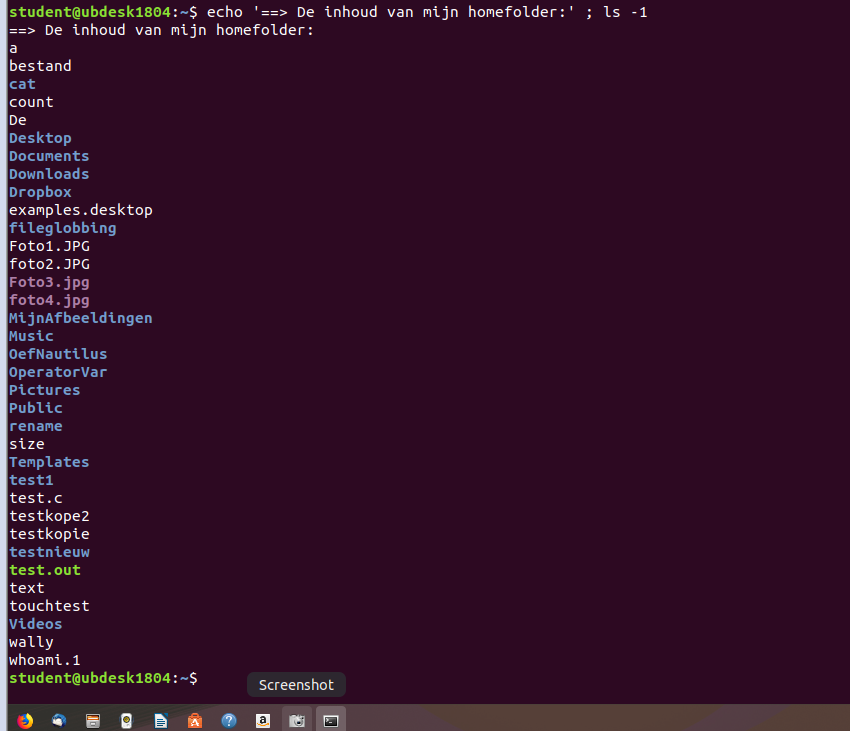 student@ubdesk1804:~$ echo '==> De inhoud van mijn homefolder:' ; ls -1
==> De inhoud van mijn homefolder:
a
bestand
cat
count
De
Desktop
Documents
Downloads
Dropbox
examples.desktop
fileglobbing
Foto1.JPG
foto2.JPG
Foto3.jpg
foto4.jpg
MijnAfbeeldingen
Music
OefNautilus
OperatorVar
Pictures
Public
rename
size
Templates
test1
test.c
testkope2
testkopie
testnieuw
test.out
text
touchtest
Videos
wally
whoami.1
student@ubdesk1804:~$
Screenshot